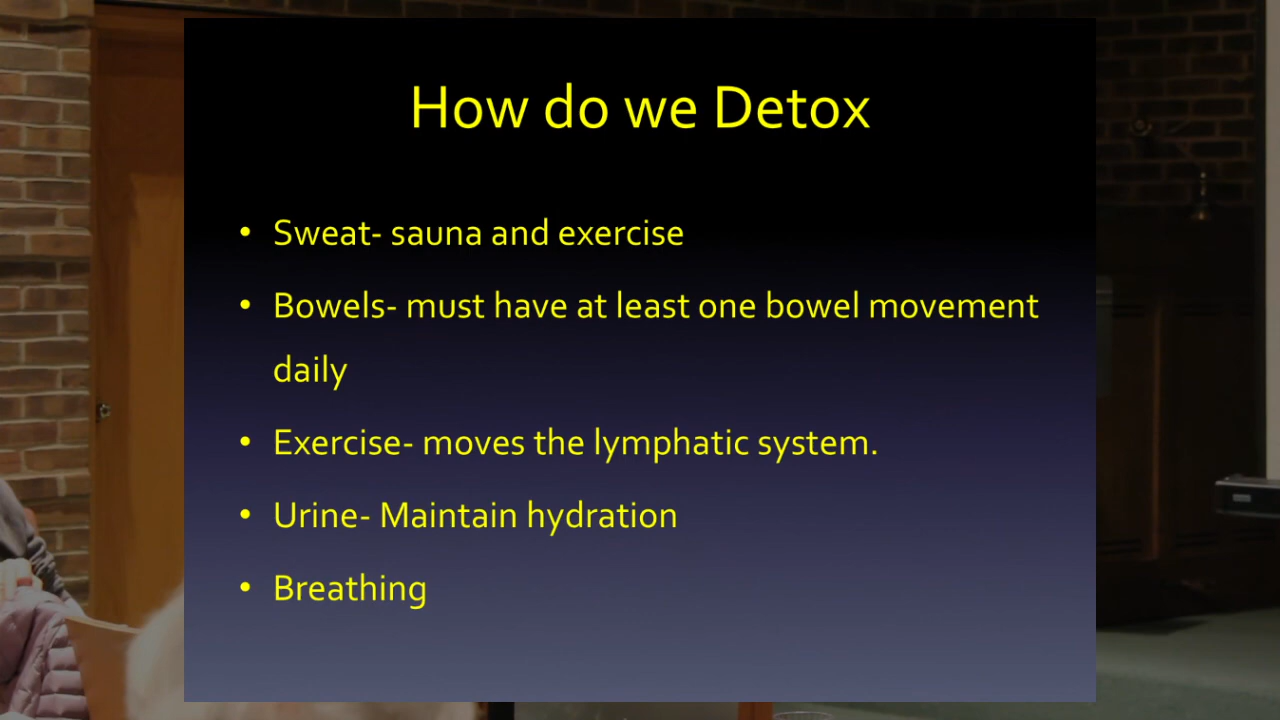 How do we Detox
• Sweat- sauna and exercise
• Bowels- must have at least one bowel movement
daily
• Exercise- moves the lymphatic system.
• Urine- Maintain hydration
• Breathing